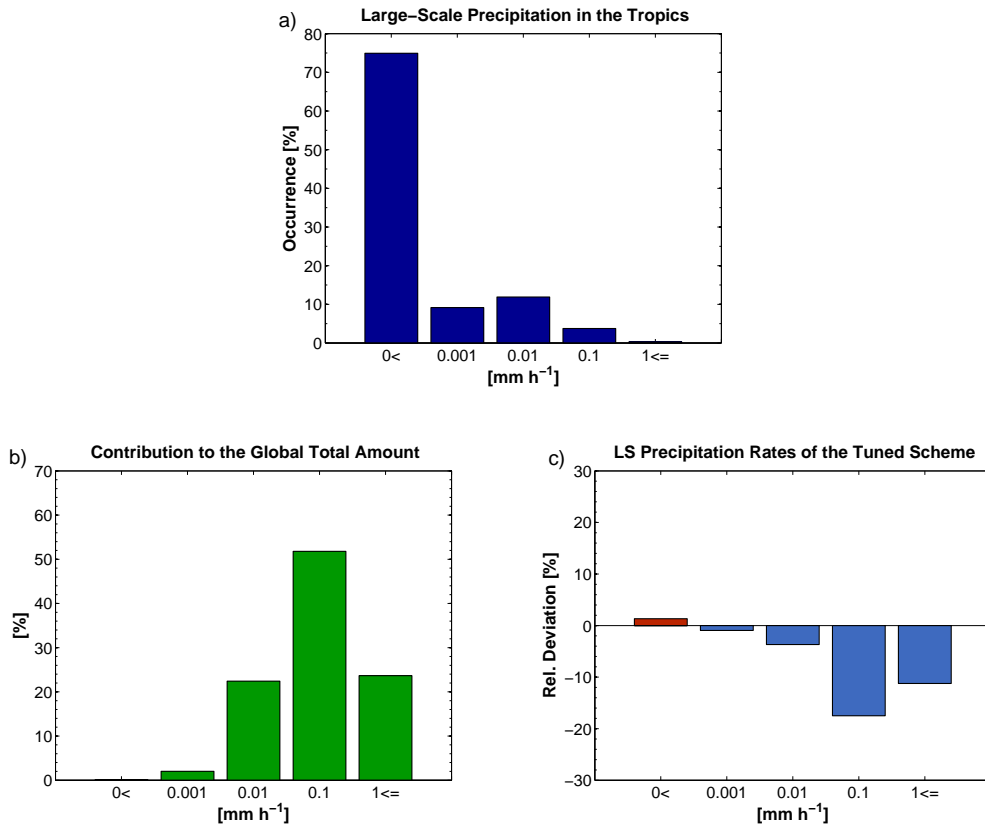 a)
Large−Scale Precipitation in the Tropics
80
70
60
50
40
30
20
10
0
Occurrence [%]
0< 0.001 0.01 0.1 1<=
[mm h⁻¹]
b)
Contribution to the Global Total Amount
70
60
50
40
30
20
10
0
[%]
0< 0.001 0.01 0.1 1<=
[mm h⁻¹]
c)
LS Precipitation Rates of the Tuned Scheme
30
20
10
0
−10
−20
−30
Rel. Deviation [%]
0< 0.001 0.01 0.1 1<=
[mm h⁻¹]